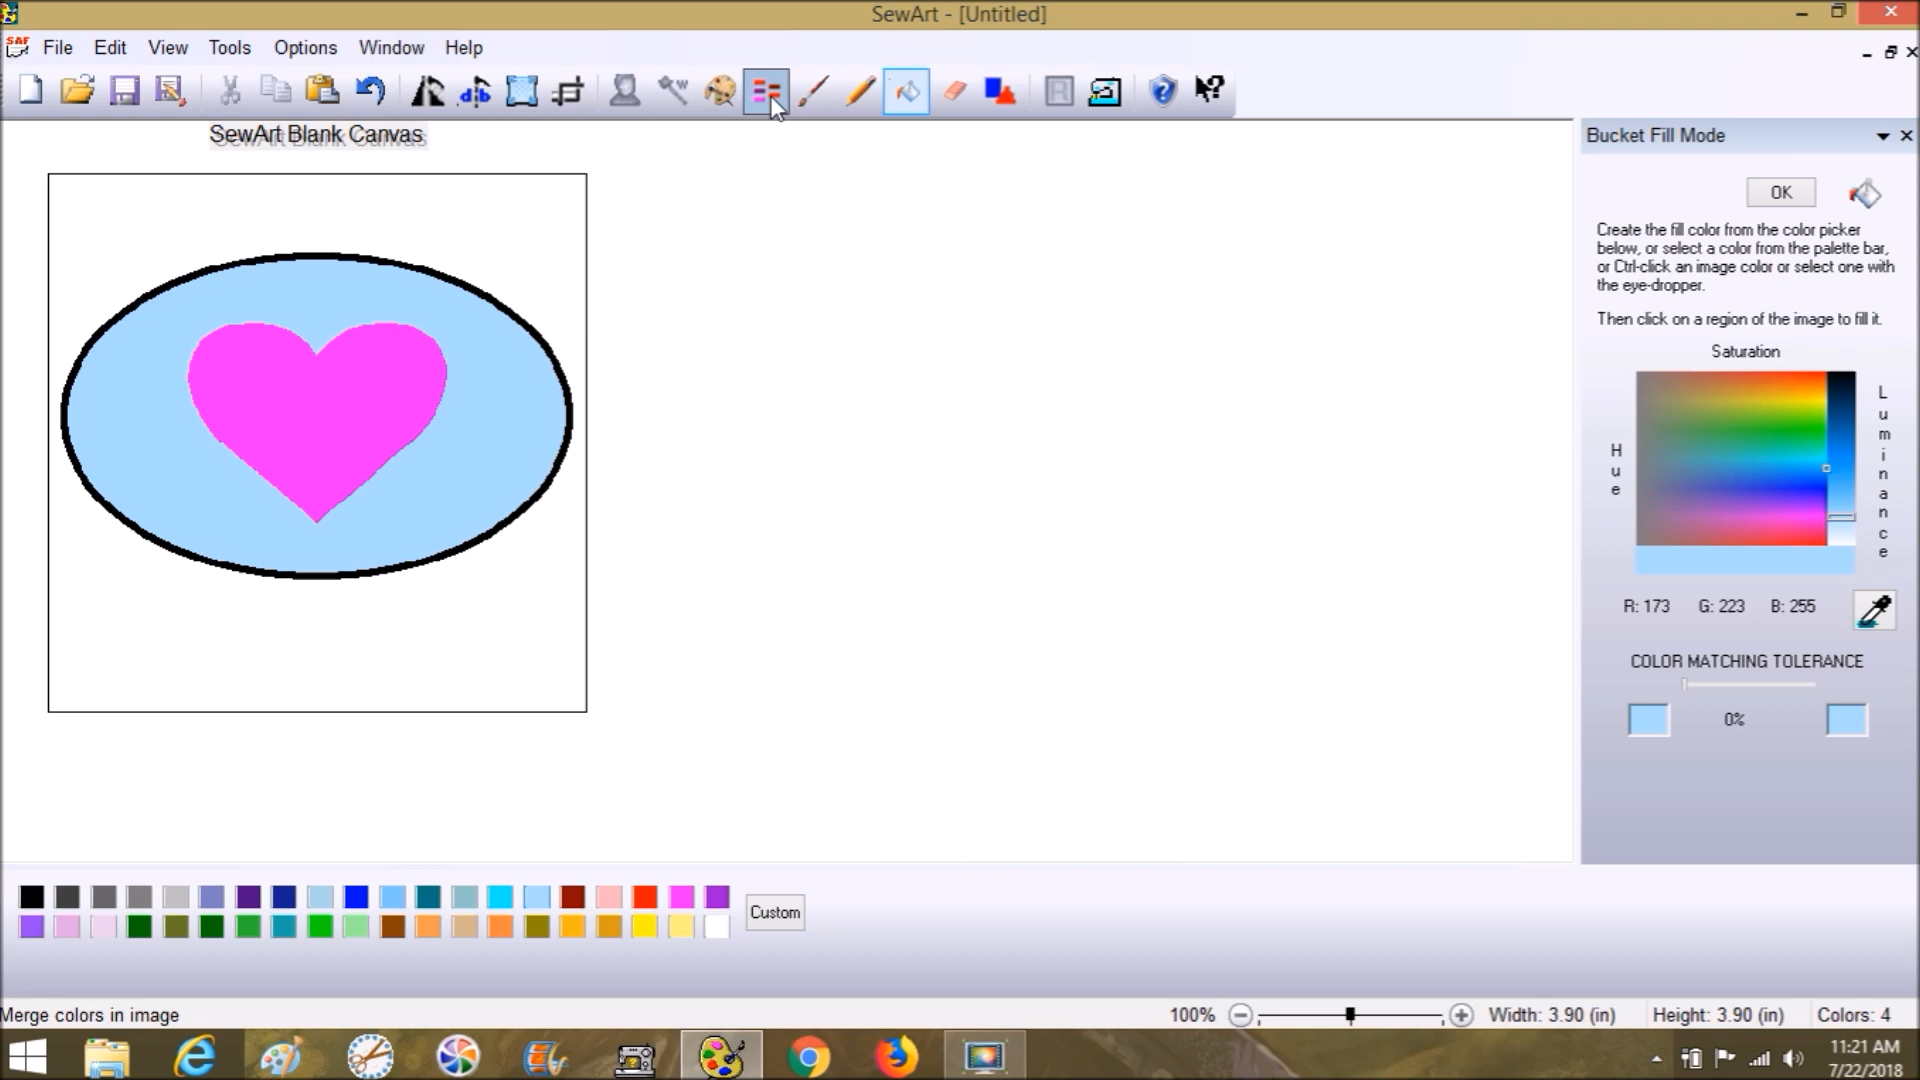 SewArt - [Untitled]
SAF
File Edit View Tools Options Window Help
SewArt Blank Canvas
Bucket Fill Mode
OK
Create the fill color from the color picker
below, or select a color from the palette bar,
or Ctrl-click an image color or select one with
the eye-dropper.
Then click on a region of the image to fill it.
Saturation
Hue
Luminance
R: 173 G: 223 B: 255
COLOR MATCHING TOLERANCE
0%
Custom
Merge colors in image
100%
Width: 3.90 (in)
Height: 3.90 (in)
Colors: 4
11:21 AM
7/22/2018